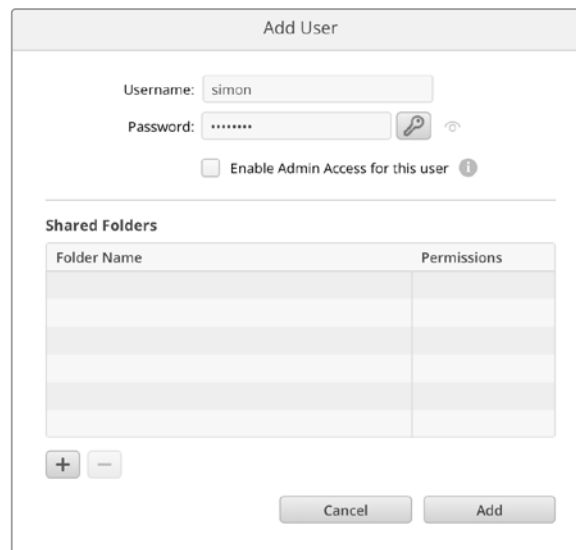 Add User
Username: simon
Password: ••••••••
Enable Admin Access for this user i
Shared Folders
Folder Name Permissions
+ −
Cancel Add